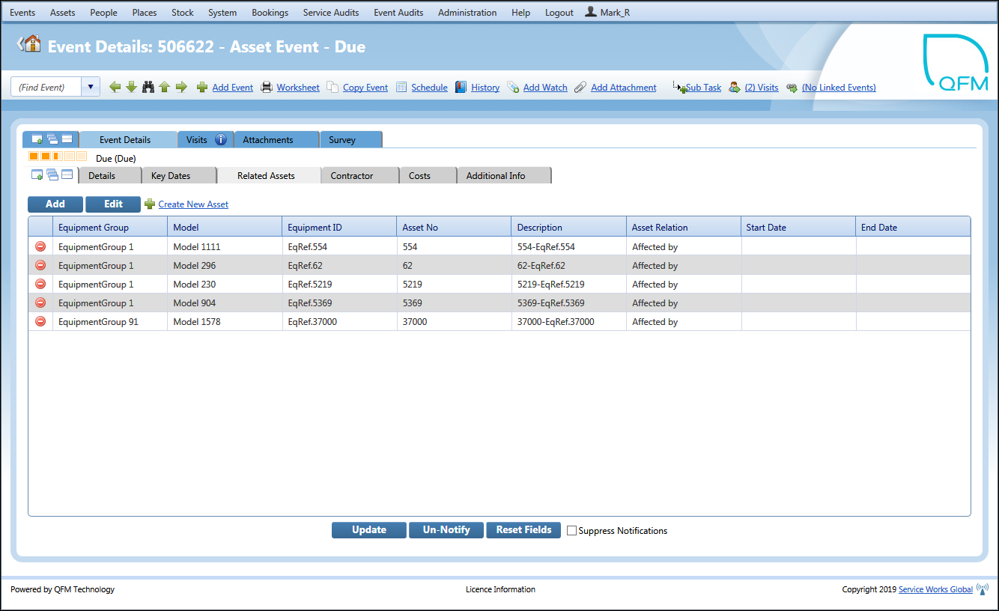 Events Assets People Places Stock System Bookings Service Audits Event Audits Administration Help Logout Mark_R
Event Details: 506622 - Asset Event - Due
QFM
(Find Event) Add Event Worksheet Copy Event Schedule History Add Watch Add Attachment Sub Task (2) Visits (No Linked Events)
Event Details Visits i Attachments Survey
Due (Due)
Details Key Dates Related Assets Contractor Costs Additional Info
Add Edit Create New Asset
Equipment Group Model Equipment ID Asset No Description Asset Relation Start Date End Date
EquipmentGroup 1 Model 1111 EqRef.554 554 554-EqRef.554 Affected by
EquipmentGroup 1 Model 296 EqRef.62 62 62-EqRef.62 Affected by
EquipmentGroup 1 Model 230 EqRef.5219 5219 5219-EqRef.5219 Affected by
EquipmentGroup 1 Model 904 EqRef.5369 5369 5369-EqRef.5369 Affected by
EquipmentGroup 91 Model 1578 EqRef.37000 37000 37000-EqRef.37000 Affected by
Update Un-Notify Reset Fields Suppress Notifications
Powered by QFM Technology Licence Information Copyright 2019 Service Works Global